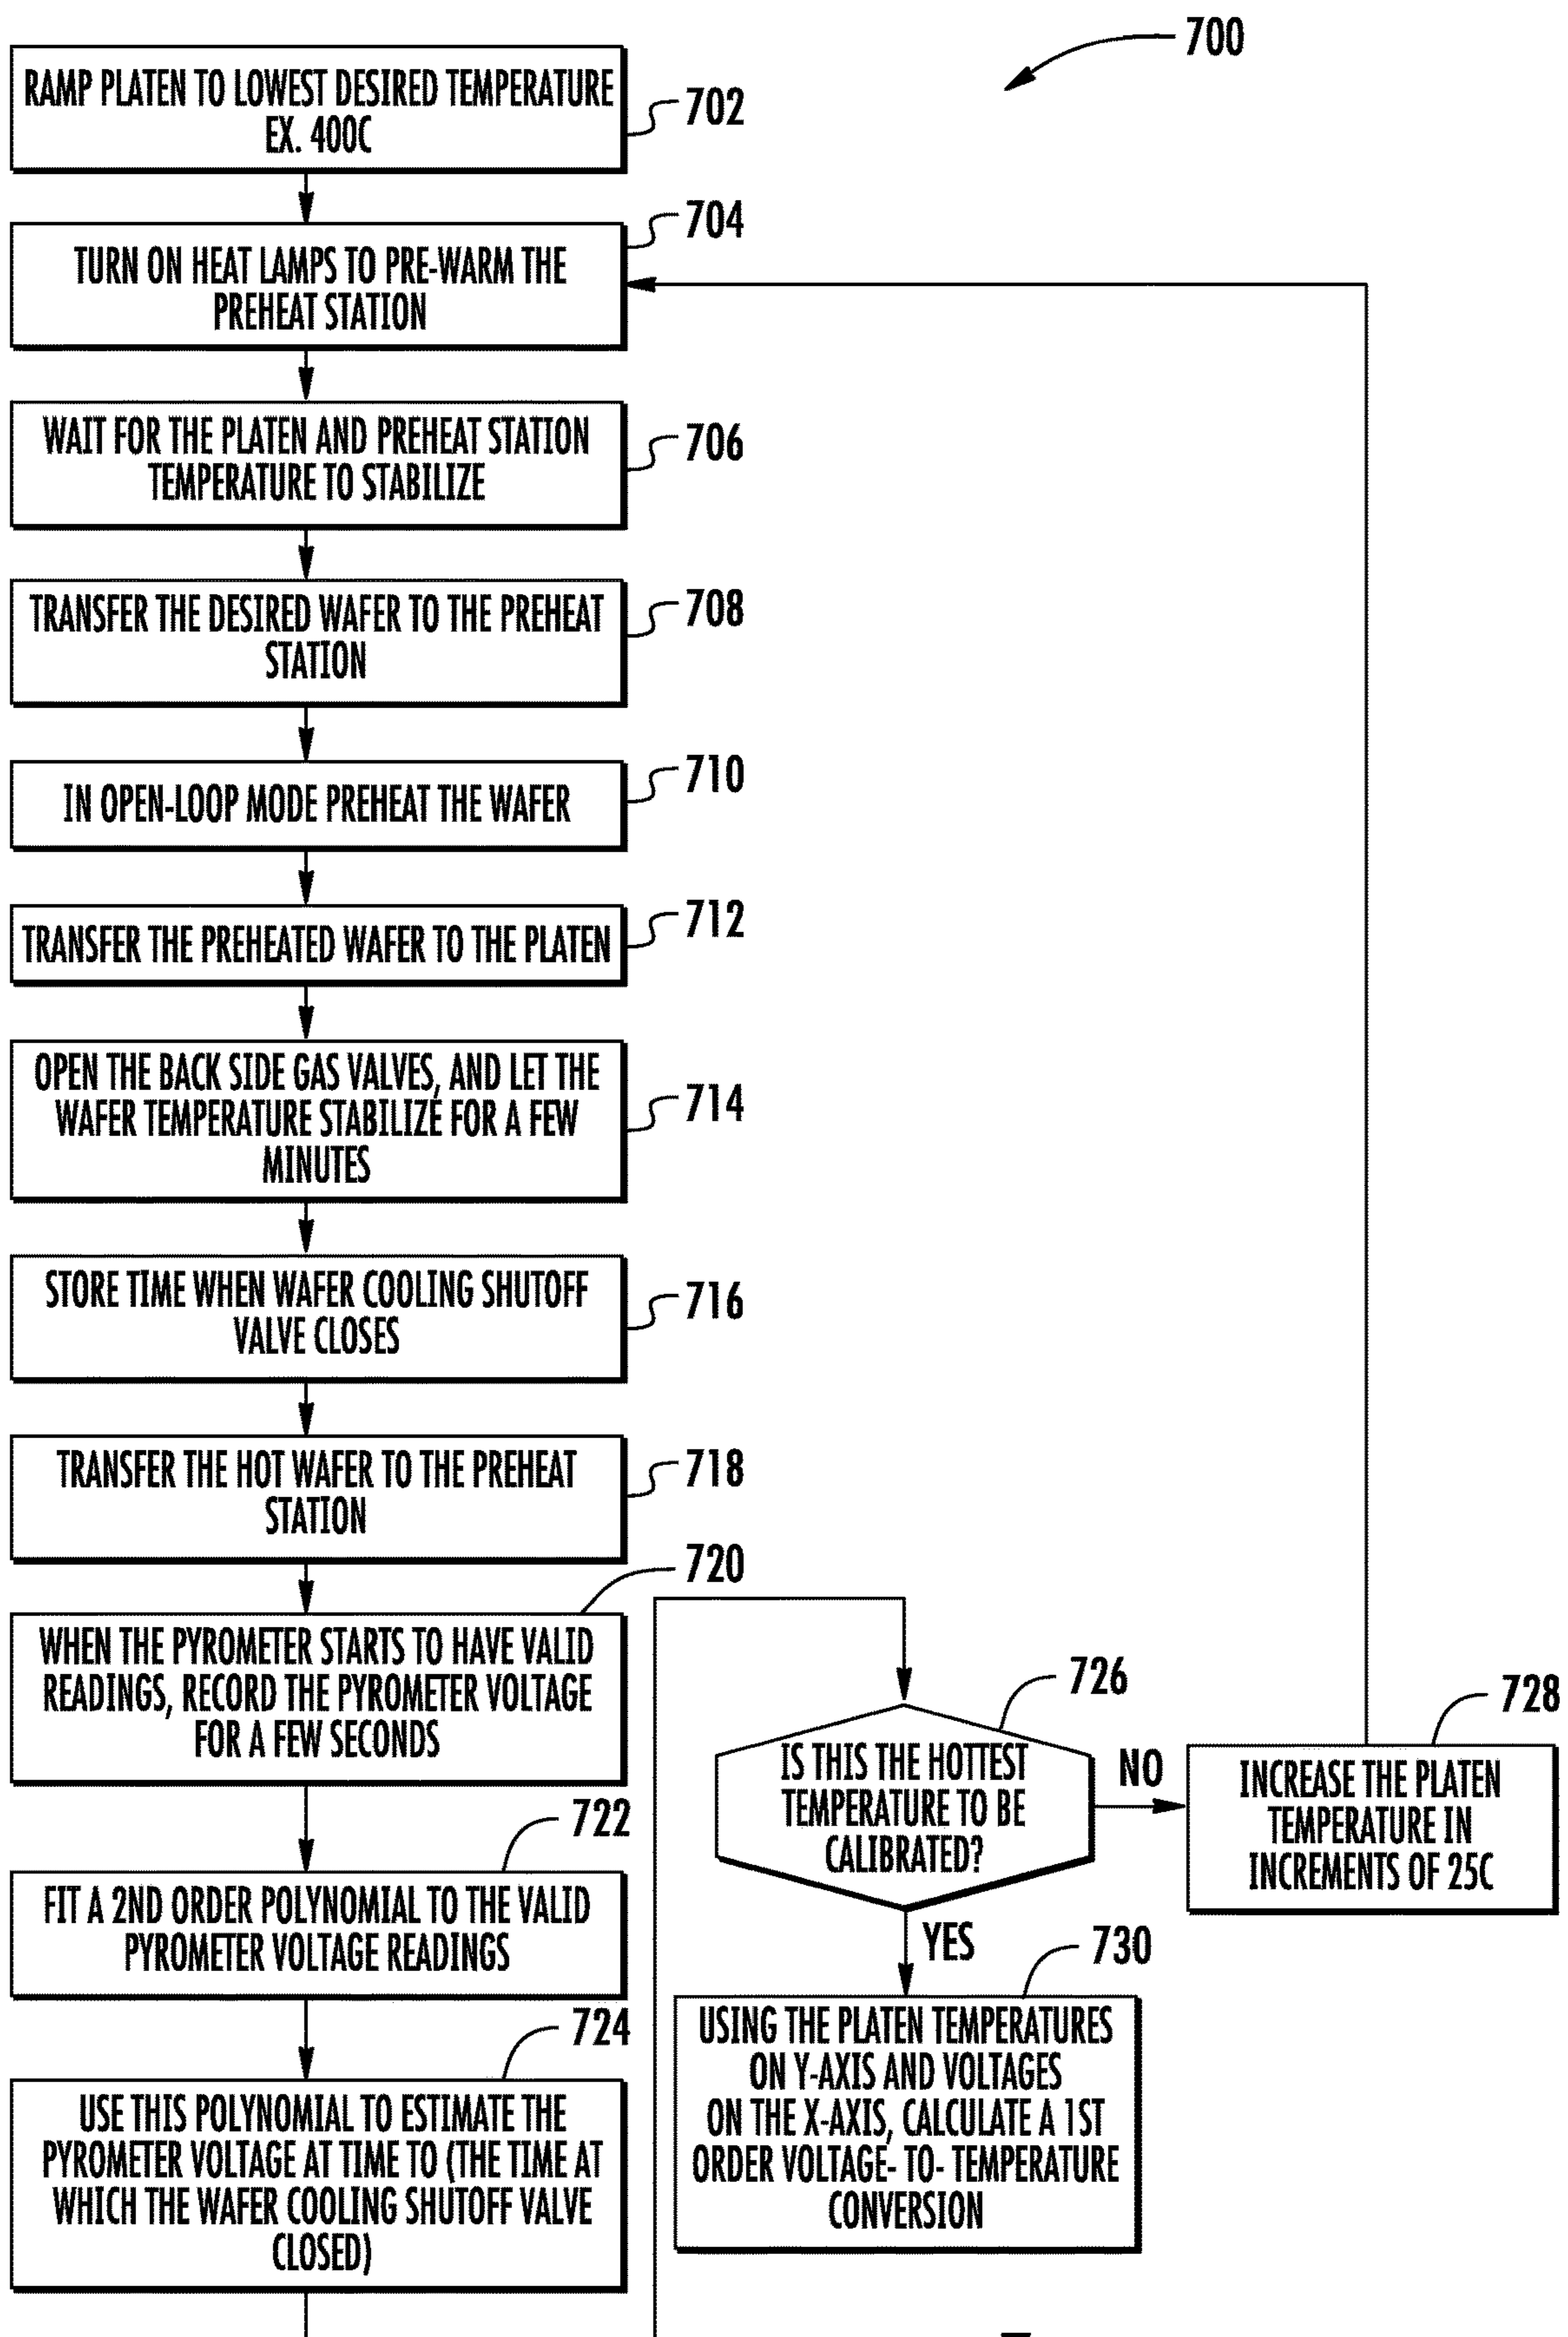 700
RAMP PLATEN TO LOWEST DESIRED TEMPERATURE
EX. 400C
702
704
TURN ON HEAT LAMPS TO PRE-WARM THE
PREHEAT STATION
WAIT FOR THE PLATEN AND PREHEAT STATION
TEMPERATURE TO STABILIZE
706
TRANSFER THE DESIRED WAFER TO THE PREHEAT
STATION
708
IN OPEN-LOOP MODE PREHEAT THE WAFER
710
TRANSFER THE PREHEATED WAFER TO THE PLATEN
712
OPEN THE BACK SIDE GAS VALVES, AND LET THE
WAFER TEMPERATURE STABILIZE FOR A FEW
MINUTES
714
STORE TIME WHEN WAFER COOLING SHUTOFF
VALVE CLOSES
716
TRANSFER THE HOT WAFER TO THE PREHEAT
STATION
718
720
WHEN THE PYROMETER STARTS TO HAVE VALID
READINGS, RECORD THE PYROMETER VOLTAGE
FOR A FEW SECONDS
722
FIT A 2ND ORDER POLYNOMIAL TO THE VALID
PYROMETER VOLTAGE READINGS
724
USE THIS POLYNOMIAL TO ESTIMATE THE
PYROMETER VOLTAGE AT TIME TO (THE TIME AT
WHICH THE WAFER COOLING SHUTOFF VALVE
CLOSED)
726
IS THIS THE HOTTEST
TEMPERATURE TO BE
CALIBRATED?
NO
728
INCREASE THE PLATEN
TEMPERATURE IN
INCREMENTS OF 25C
YES
730
USING THE PLATEN TEMPERATURES
ON Y-AXIS AND VOLTAGES
ON THE X-AXIS, CALCULATE A 1ST
ORDER VOLTAGE- TO- TEMPERATURE
CONVERSION